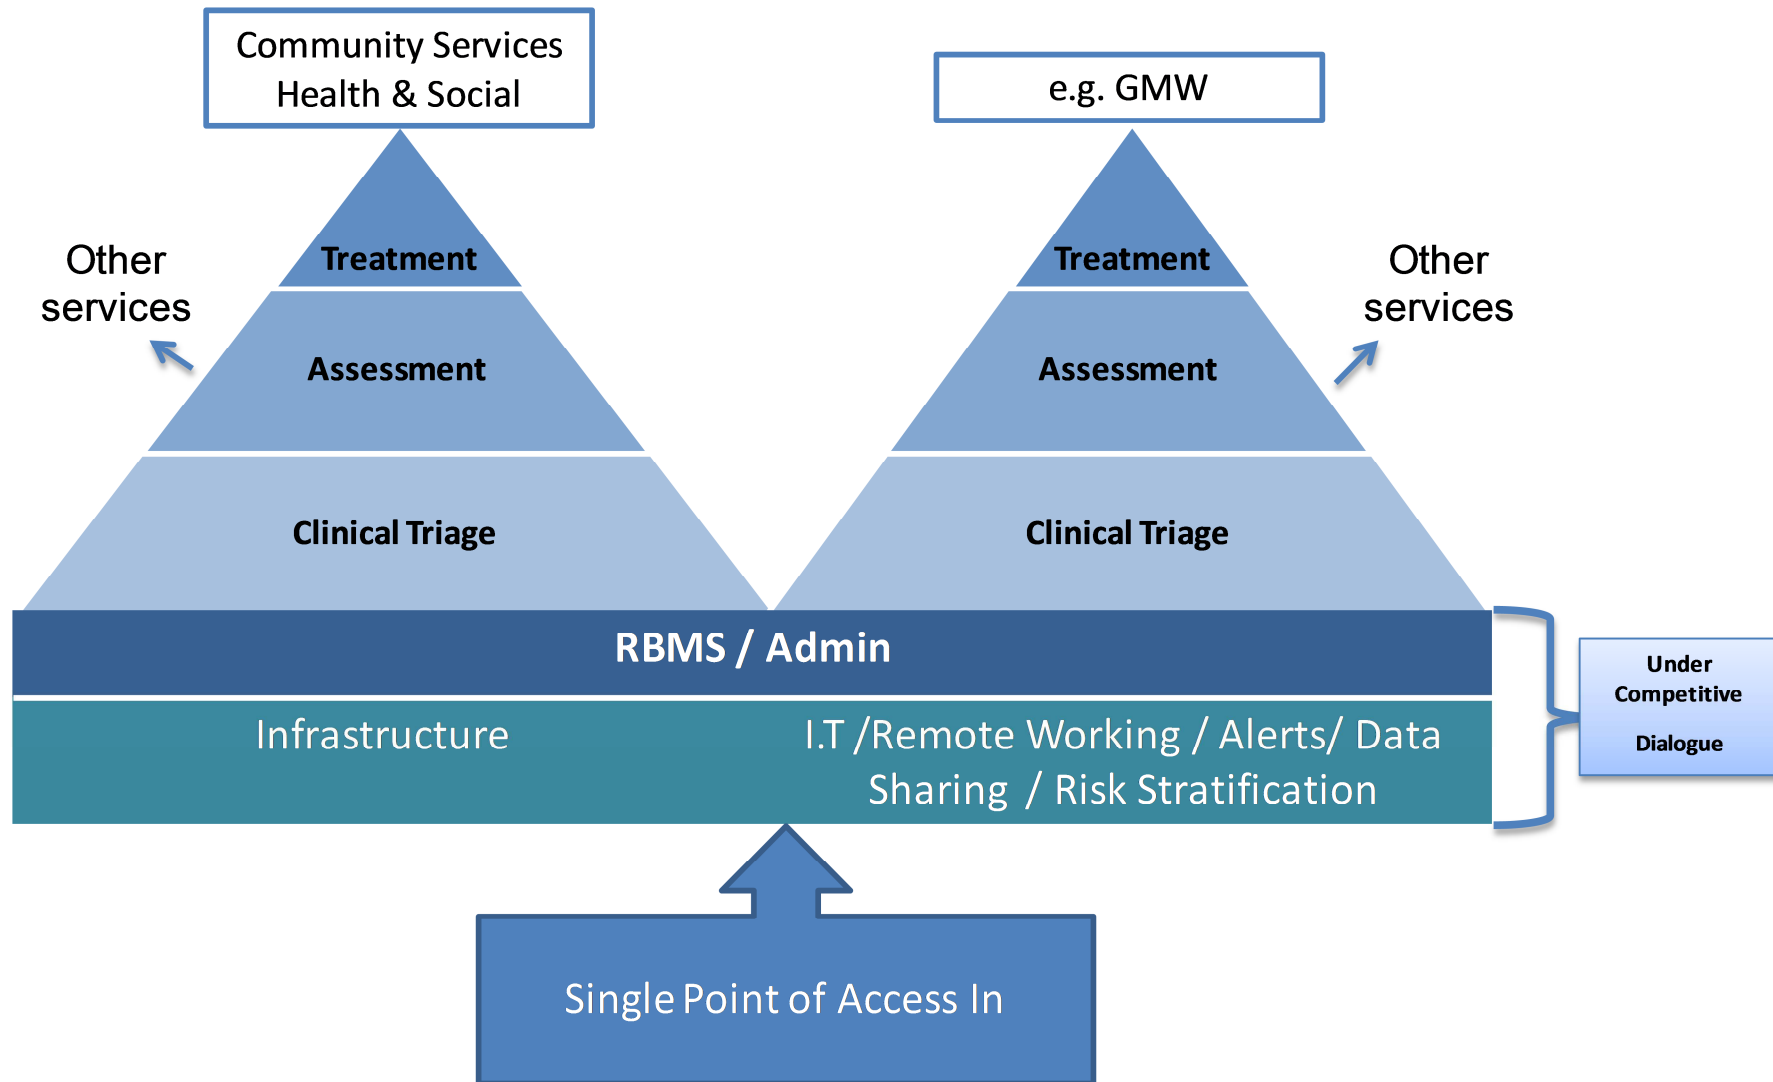 Community Services
Health & Social
e.g. GMW
Other
services
Treatment
Treatment
Other
services
Assessment
Assessment
Clinical Triage
Clinical Triage
RBMS / Admin
Under
Competitive
Dialogue
Infrastructure
I.T /Remote Working / Alerts/ Data
Sharing / Risk Stratification
Single Point of Access In